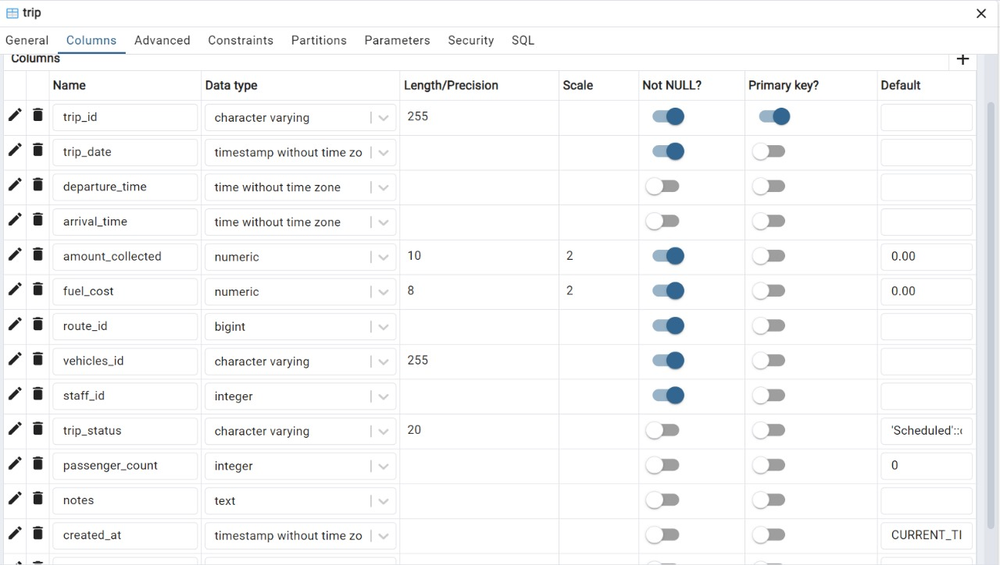 trip
General Columns Advanced Constraints Partitions Parameters Security SQL
Columns
Name Data type Length/Precision Scale Not NULL? Primary key? Default
trip_id character varying 255
trip_date timestamp without time zo
departure_time time without time zone
arrival_time time without time zone
amount_collected numeric 10 2 0.00
fuel_cost numeric 8 2 0.00
route_id bigint
vehicles_id character varying 255
staff_id integer
trip_status character varying 20 'Scheduled'::c
passenger_count integer 0
notes text
created_at timestamp without time zo CURRENT_TI